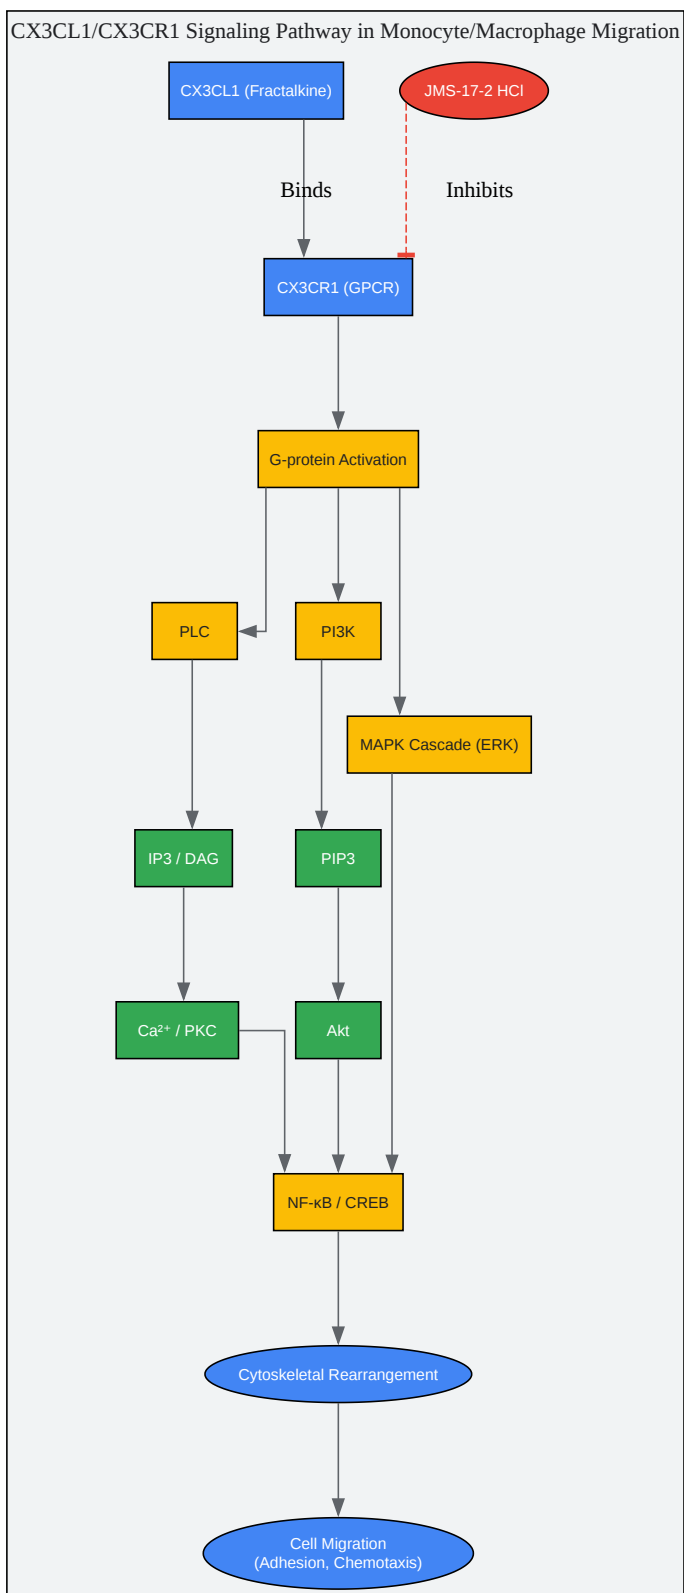 CX3CL1/CX3CR1 Signaling Pathway in Monocyte/Macrophage Migration
CX3CL1 (Fractalkine)
JMS-17-2 HCl
Binds
Inhibits
CX3CR1 (GPCR)
G-protein Activation
PLC
PI3K
MAPK Cascade (ERK)
IP3 / DAG
PIP3
Ca²⁺ / PKC
Akt
NF-κB / CREB
Cytoskeletal Rearrangement
Cell Migration
(Adhesion, Chemotaxis)